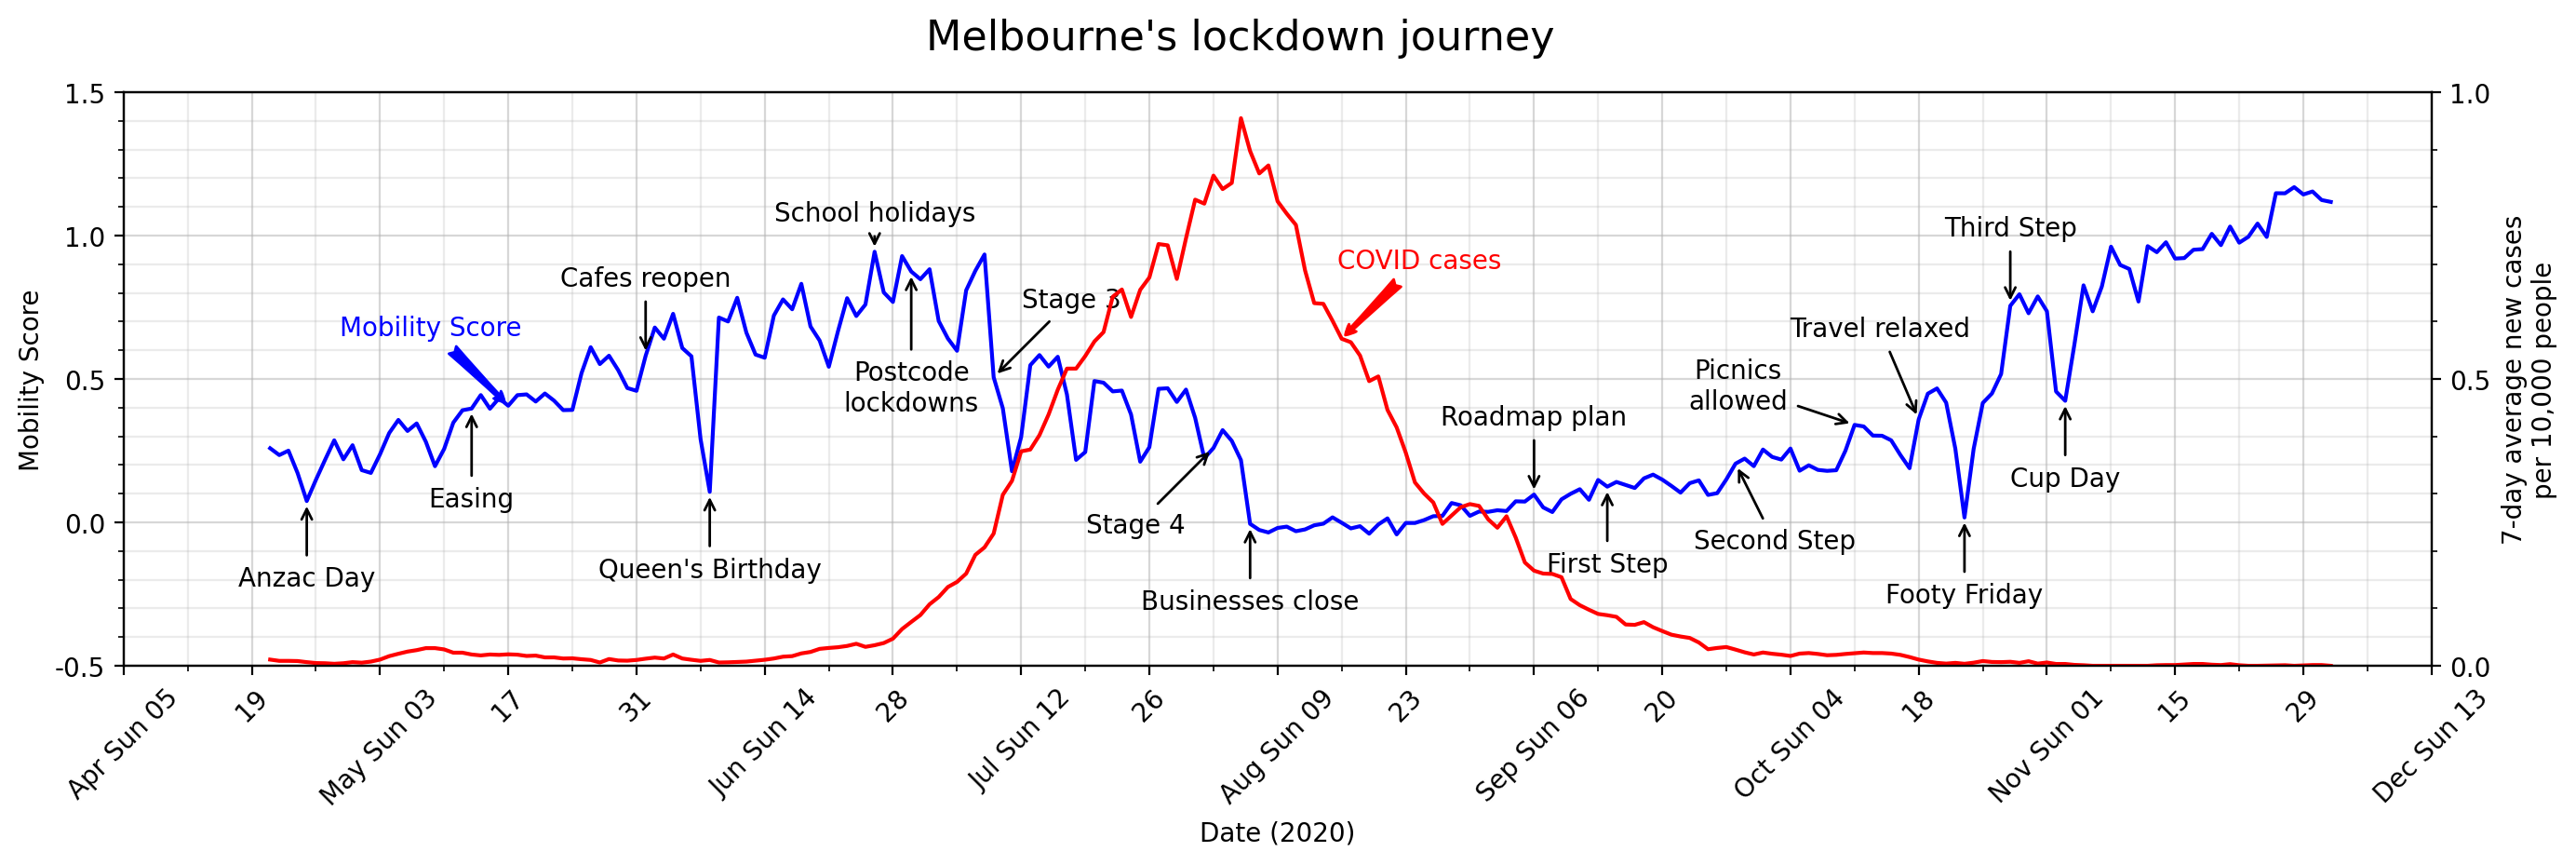 Melbourne's lockdown journey
1.5
1.0
0.5
0.0
-0.5
Mobility Score
1.0
0.5
0.0
7-day average new cases
per 10,000 people
School holidays
Third Step
COVID cases
Cafes reopen
Stage 3
Mobility Score
Travel relaxed
Postcode
lockdowns
Picnics
allowed
Roadmap plan
Easing
Cup Day
Stage 4
Second Step
Anzac Day
Queen's Birthday
First Step
Businesses close
Footy Friday
Apr Sun 05
19
May Sun 03
17
31
Jun Sun 14
28
Jul Sun 12
26
Aug Sun 09
23
Sep Sun 06
20
Oct Sun 04
18
Nov Sun 01
15
29
Dec Sun 13
Date (2020)